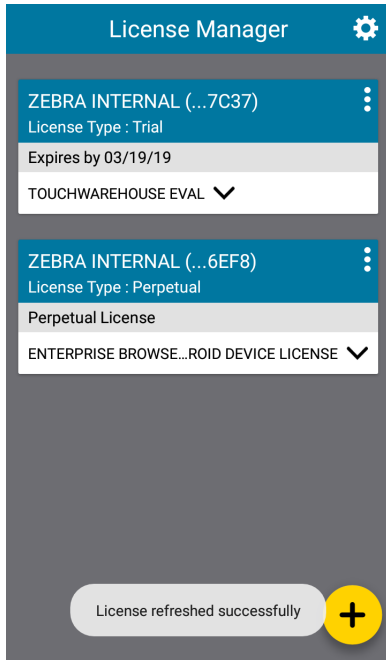 License Manager
ZEBRA INTERNAL (...7C37)
License Type : Trial
Expires by 03/19/19
TOUCHWAREHOUSE EVAL
ZEBRA INTERNAL (...6EF8)
License Type : Perpetual
Perpetual License
ENTERPRISE BROWSE...ROID DEVICE LICENSE
License refreshed successfully